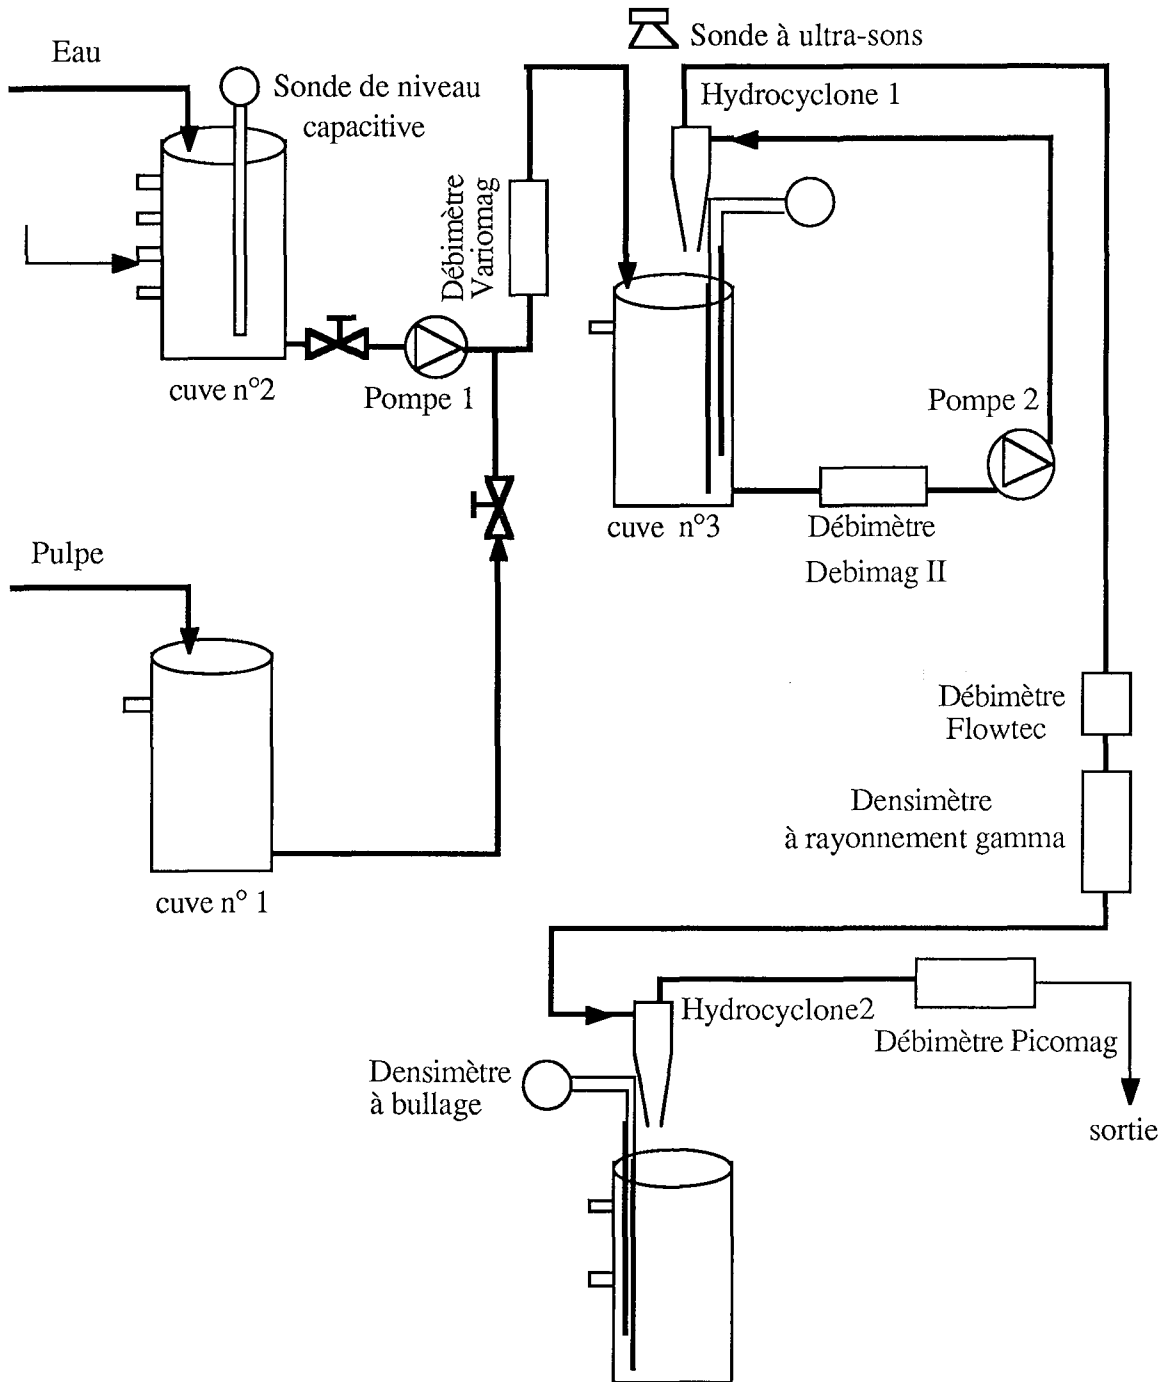 Eau
Sonde de niveau
capacitive
Sonde à ultra-sons
Hydrocyclone 1
Débimètre
Variomag
cuve n°2
Pompe 1
Pompe 2
cuve n°3
Débimètre
Debimag II
Pulpe
cuve n° 1
Débimètre
Flowtec
Densimètre
à rayonnement gamma
Hydrocyclone2
Débimètre Picomag
Densimètre
à bullage
sortie